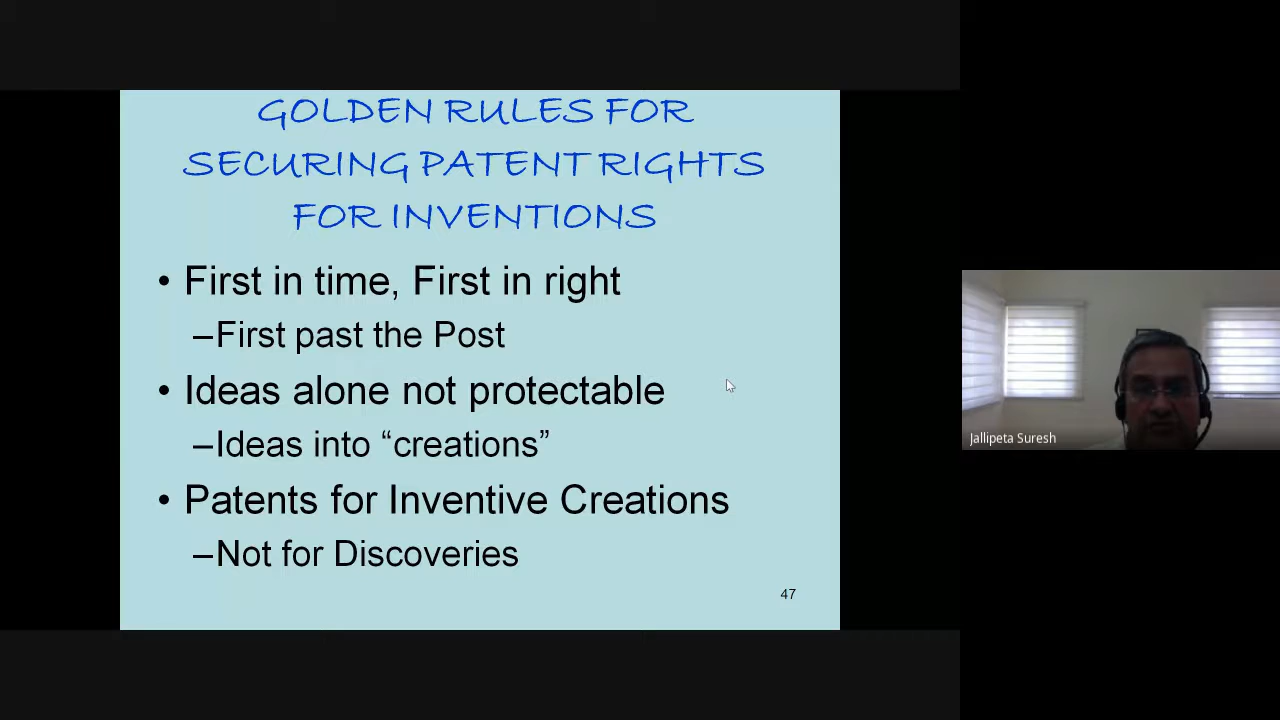 GOLDEN RULES FOR
SECURING PATENT RIGHTS
FOR INVENTIONS
• First in time, First in right
–First past the Post
• Ideas alone not protectable
–Ideas into “creations”
• Patents for Inventive Creations
–Not for Discoveries
47
Jallipeta Suresh